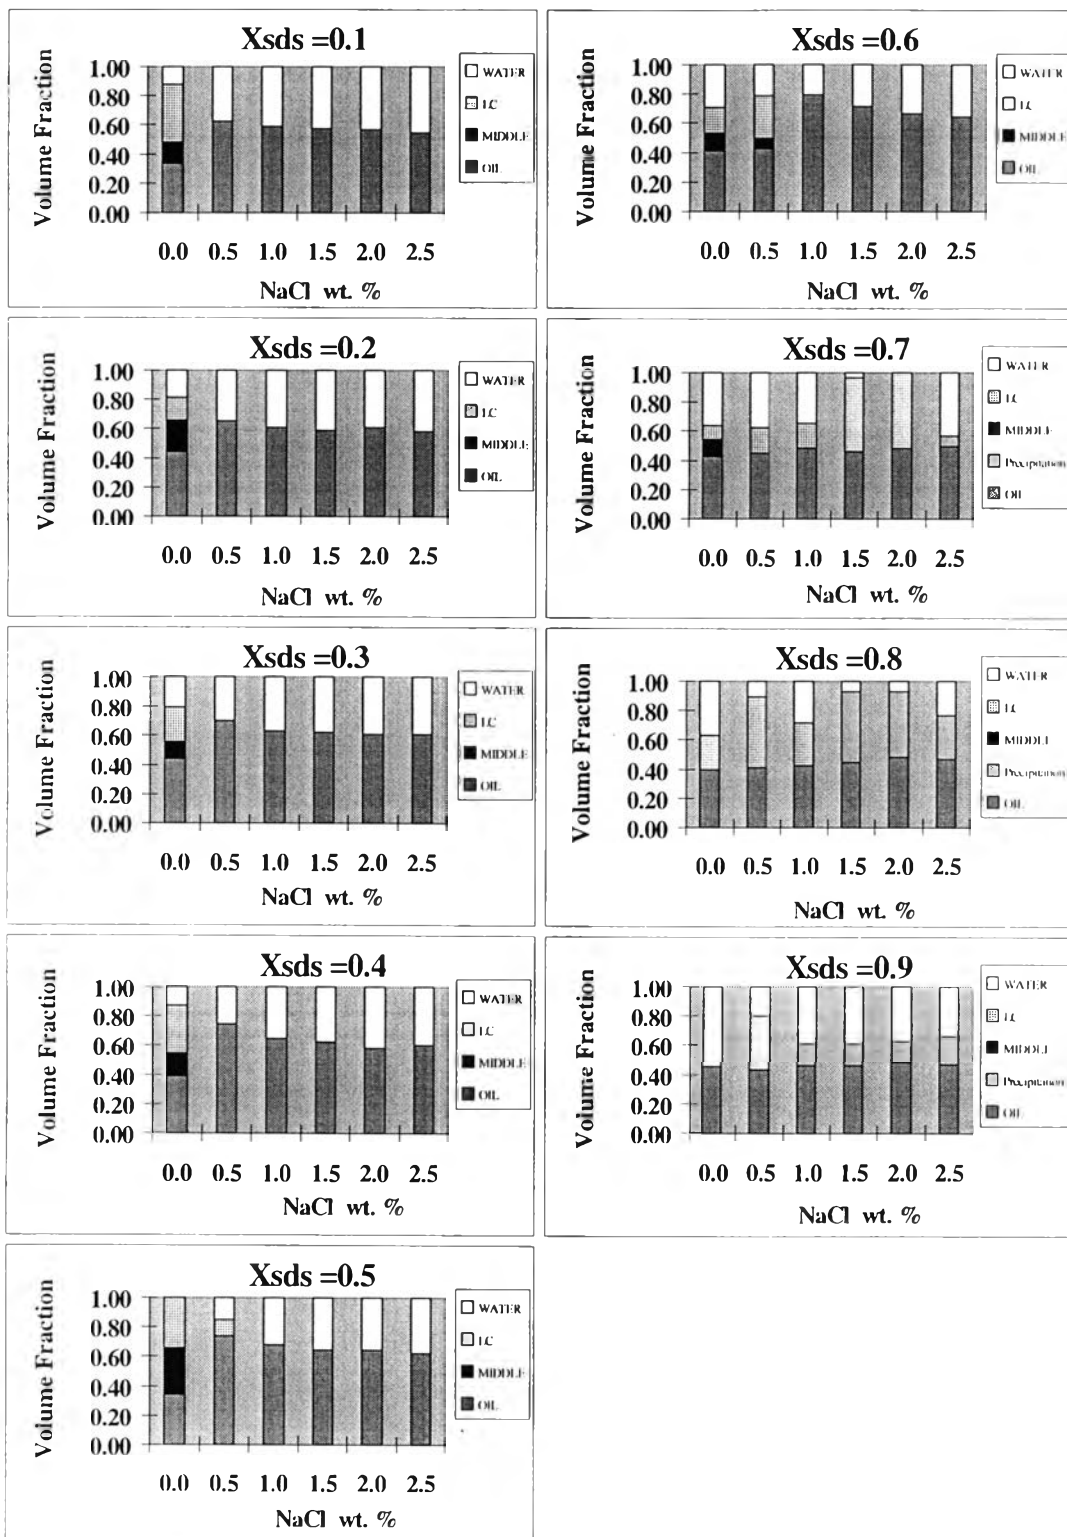 Xsds =0.1
Volume Fraction
1.00
0.80
0.60
0.40
0.20
0.00
0.0 0.5 1.0 1.5 2.0 2.5
NaCl wt. %
WATER
LC
MIDDLE
OIL
Xsds =0.2
Volume Fraction
1.00
0.80
0.60
0.40
0.20
0.00
0.0 0.5 1.0 1.5 2.0 2.5
NaCl wt. %
WATER
LC
MIDDLE
OIL
Xsds =0.3
Volume Fraction
1.00
0.80
0.60
0.40
0.20
0.00
0.0 0.5 1.0 1.5 2.0 2.5
NaCl wt. %
WATER
LC
MIDDLE
OIL
Xsds =0.4
Volume Fraction
1.00
0.80
0.60
0.40
0.20
0.00
0.0 0.5 1.0 1.5 2.0 2.5
NaCl wt. %
WATER
LC
MIDDLE
OIL
Xsds =0.5
Volume Fraction
1.00
0.80
0.60
0.40
0.20
0.00
0.0 0.5 1.0 1.5 2.0 2.5
NaCl wt. %
WATER
LC
MIDDLE
OIL
Xsds =0.6
Volume Fraction
1.00
0.80
0.60
0.40
0.20
0.00
0.0 0.5 1.0 1.5 2.0 2.5
NaCl wt. %
WATER
LC
MIDDLE
OIL
Xsds =0.7
Volume Fraction
1.00
0.80
0.60
0.40
0.20
0.00
0.0 0.5 1.0 1.5 2.0 2.5
NaCl wt. %
WATER
LC
MIDDLE
Precipitation
OIL
Xsds =0.8
Volume Fraction
1.00
0.80
0.60
0.40
0.20
0.00
0.0 0.5 1.0 1.5 2.0 2.5
NaCl wt. %
WATER
LC
MIDDLE
Precipitation
OIL
Xsds =0.9
Volume Fraction
1.00
0.80
0.60
0.40
0.20
0.00
0.0 0.5 1.0 1.5 2.0 2.5
NaCl wt. %
WATER
LC
MIDDLE
Precipitation
OIL